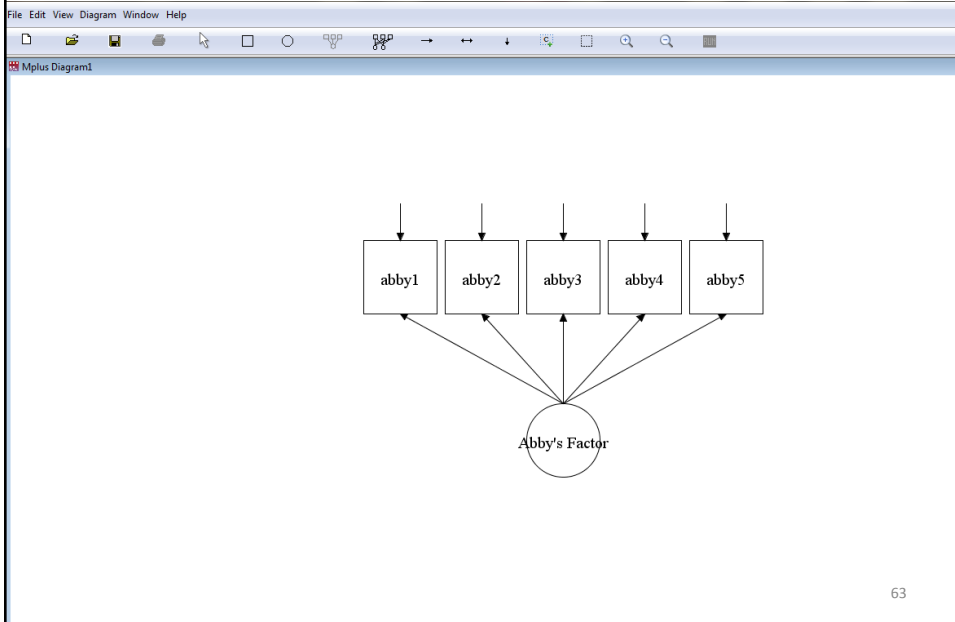 File Edit View Diagram Window Help
Mplus Diagram1
abby1 abby2 abby3 abby4 abby5
Abby's Factor
63